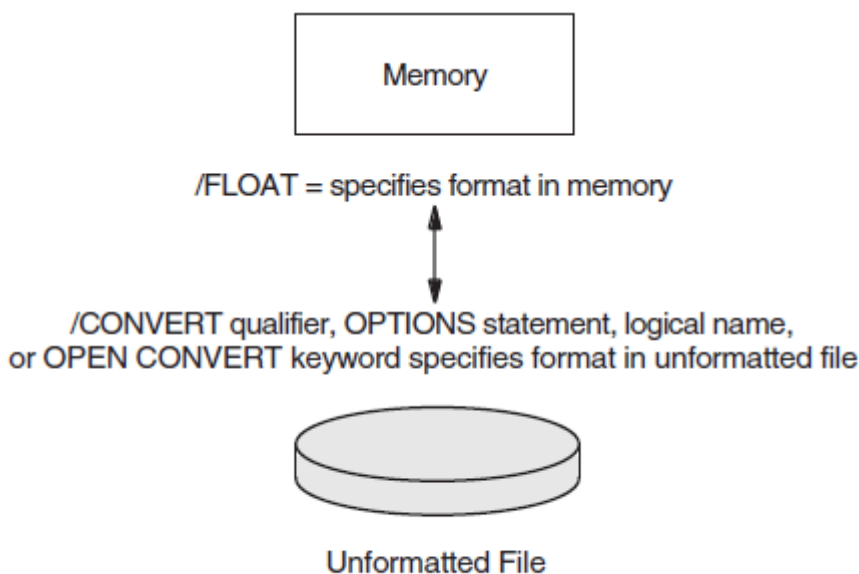 Memory
/FLOAT = specifies format in memory
/CONVERT qualifier, OPTIONS statement, logical name,
or OPEN CONVERT keyword specifies format in unformatted file
Unformatted File